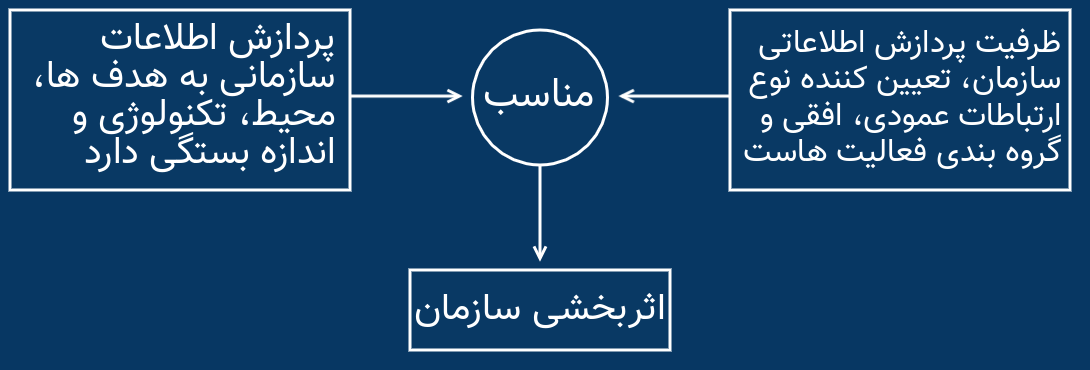 ظرفیت پردازش اطلاعاتی
سازمان، تعیین کننده نوع
ارتباطات عمودی، افقی و
گروه بندی فعالیت هاست
مناسب
پردازش اطلاعات
سازمانی به هدف ها،
محیط، تکنولوژی و
اندازه بستگی دارد
اثربخشی سازمان